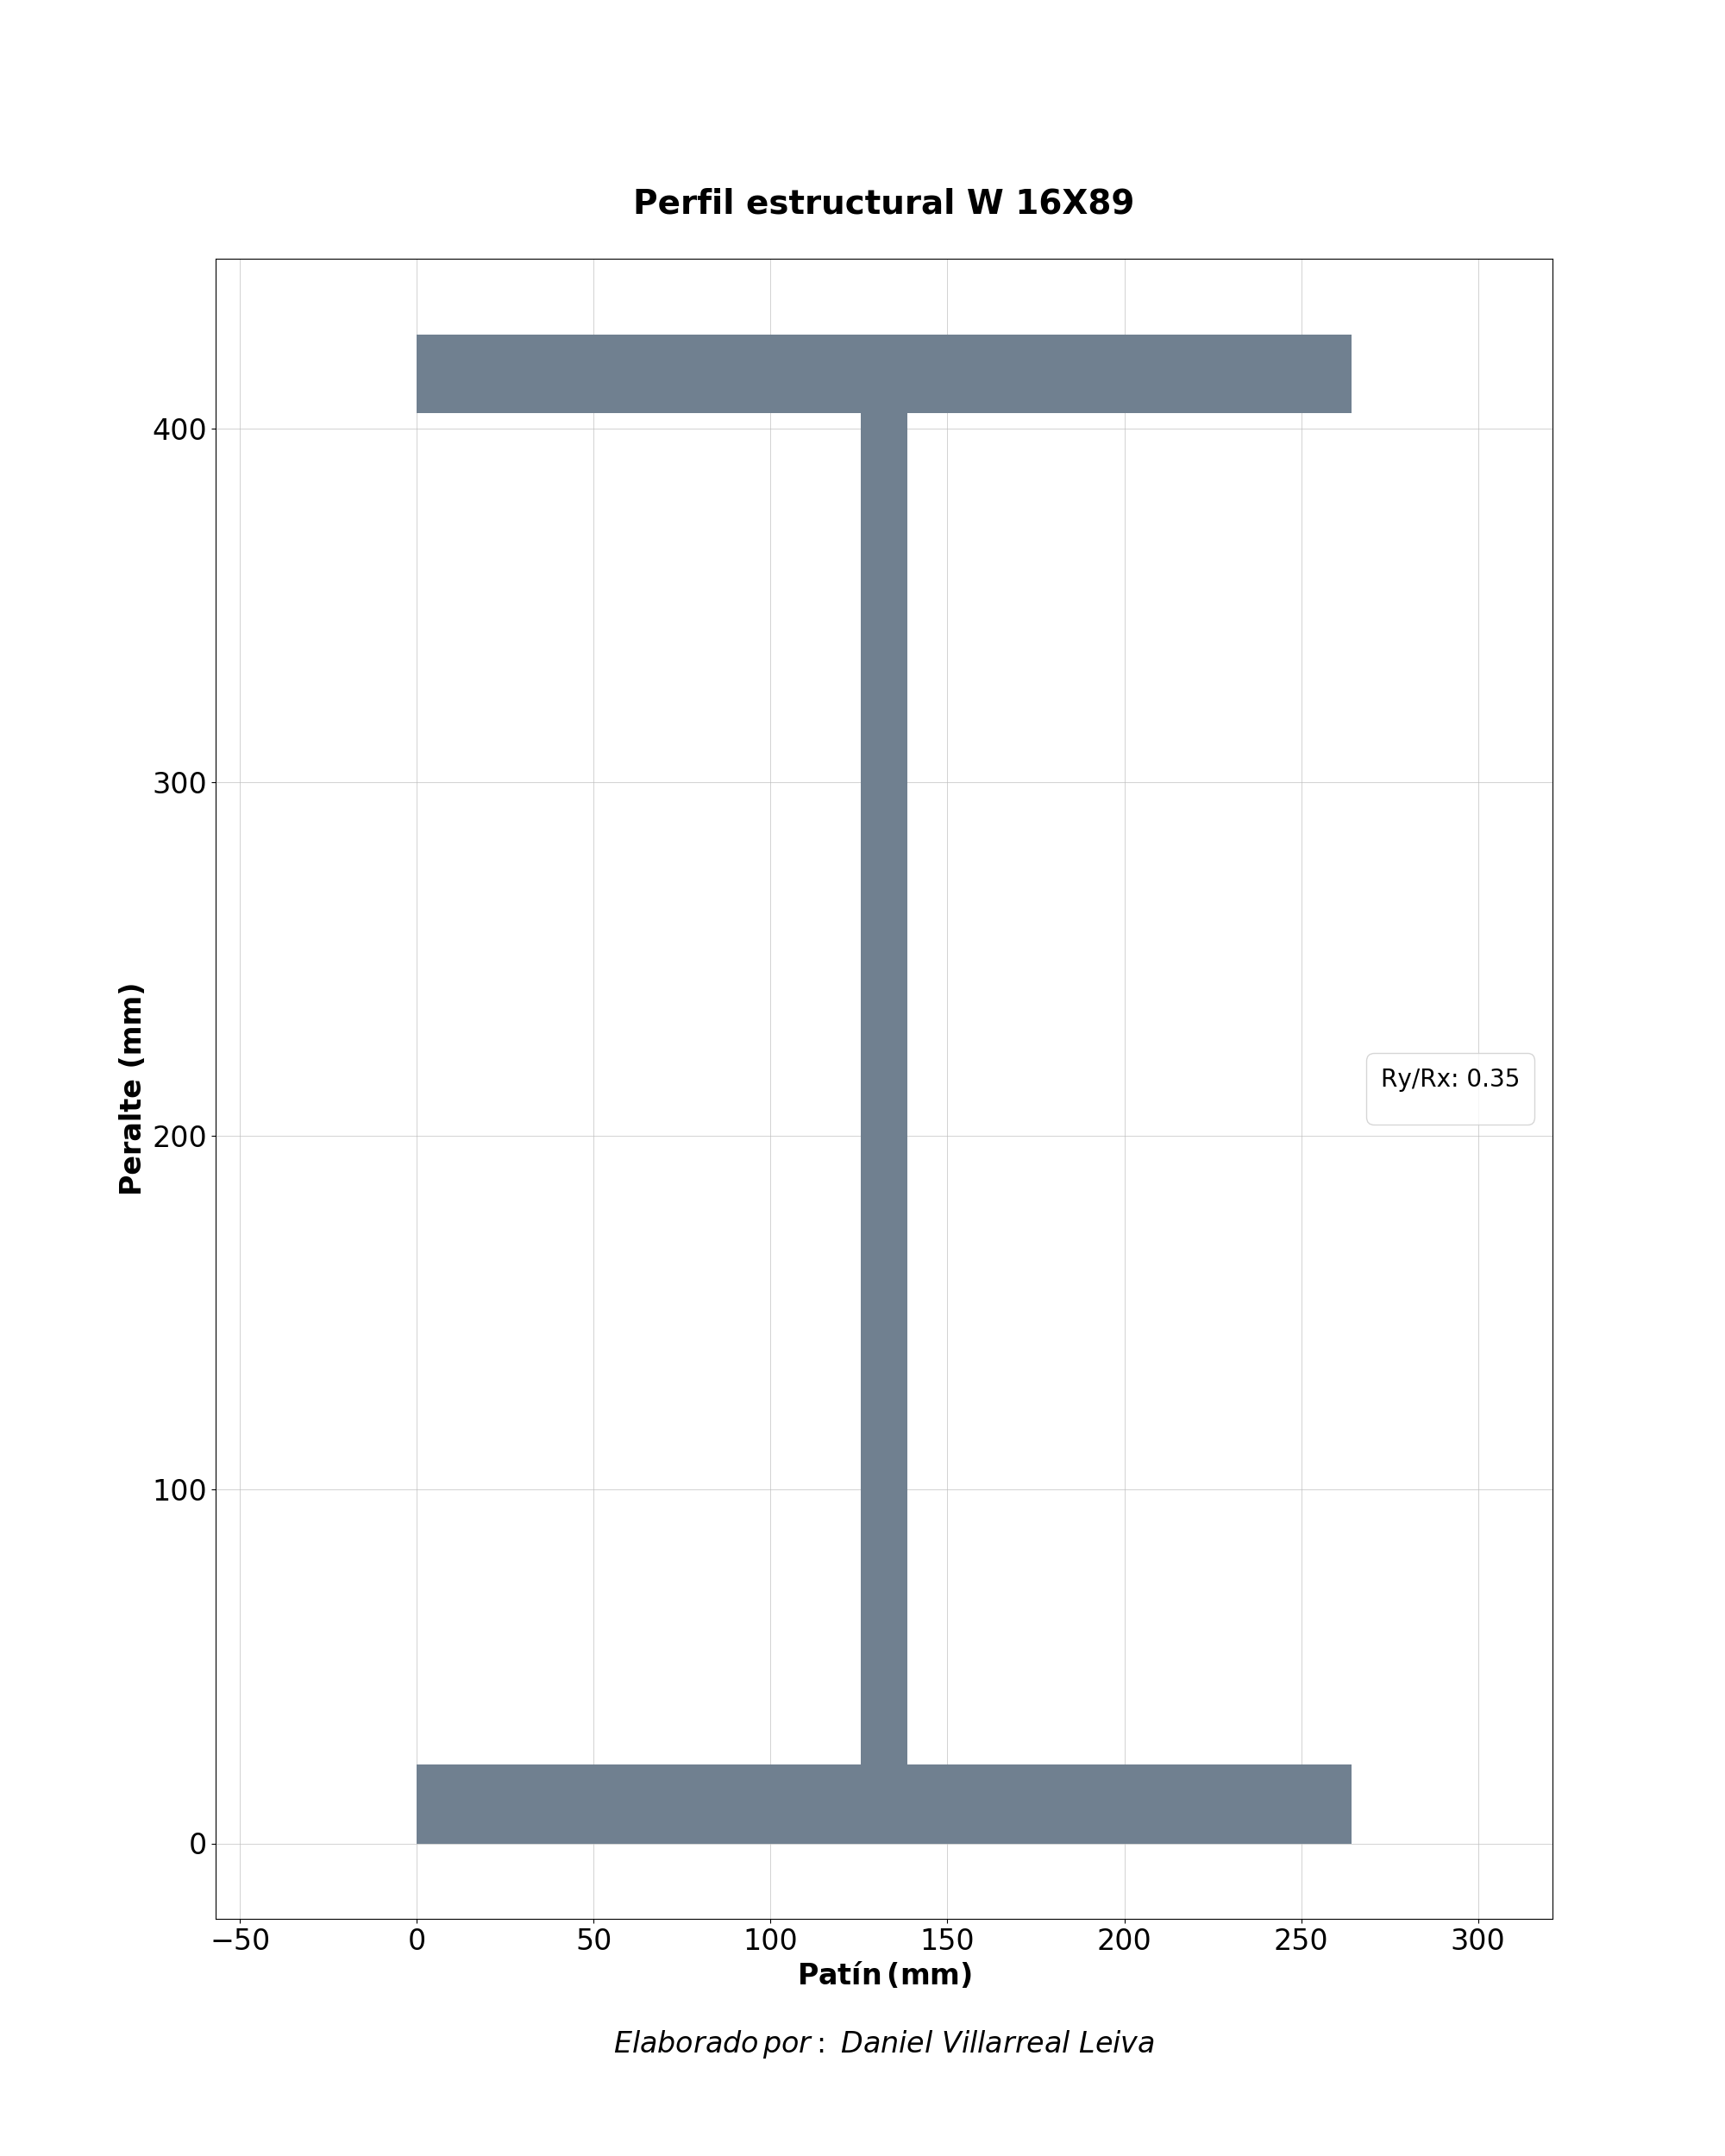 Perfil estructural W 16X89
Peralte (mm)
400
300
200
100
0
Ry/Rx: 0.35
−50 0 50 100 150 200 250 300
Patín (mm)
Elaborado por: Daniel Villarreal Leiva